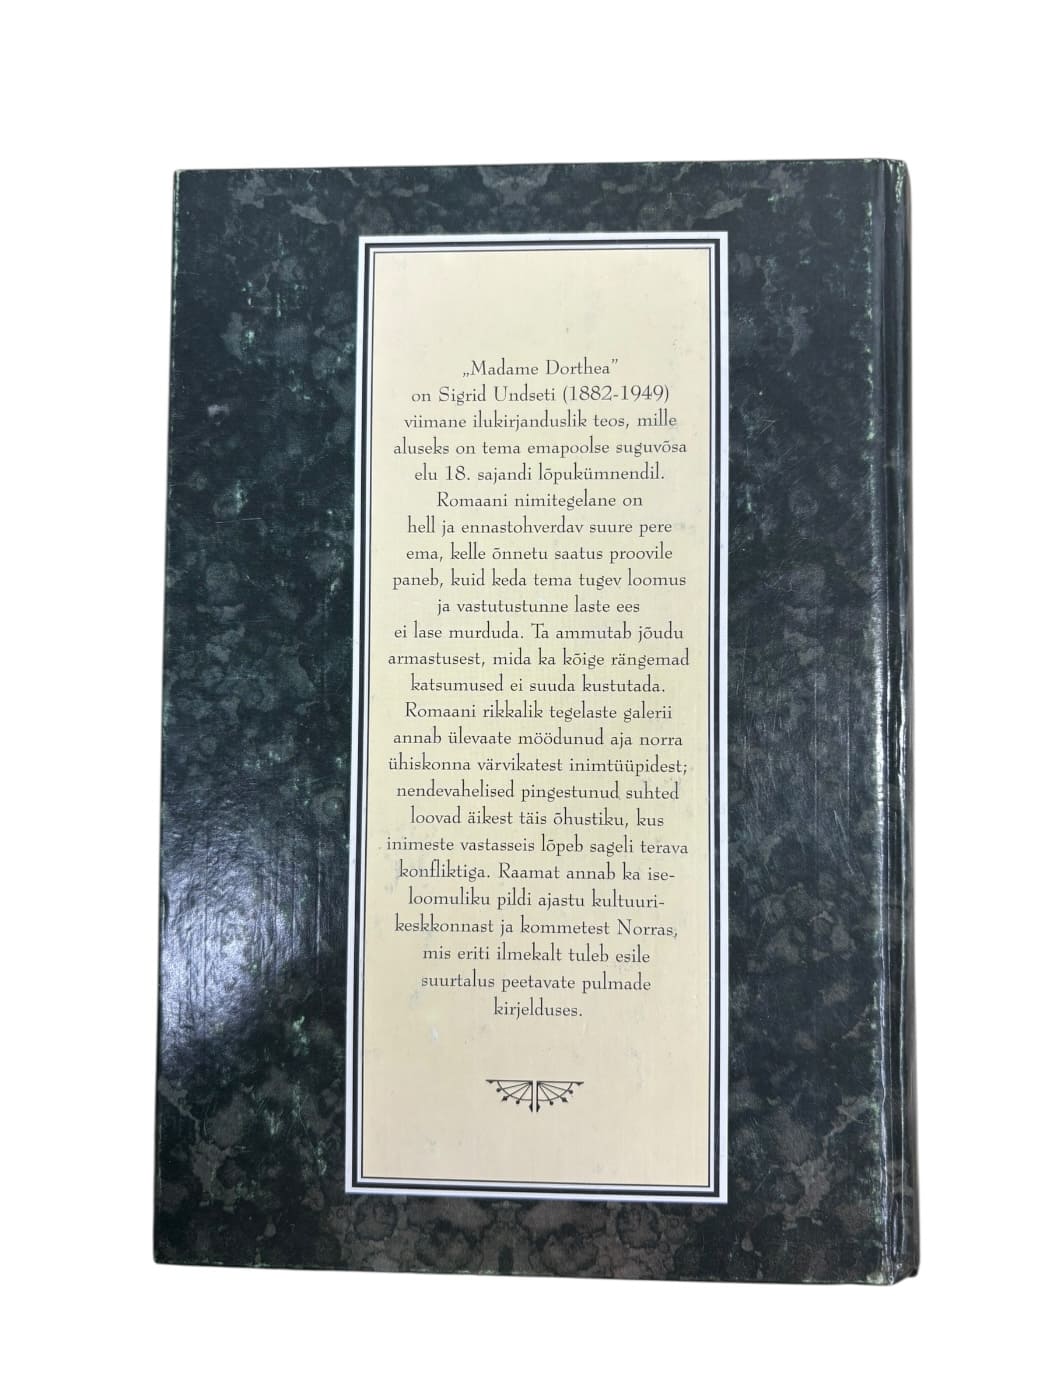 „Madame Dorthea”
on Sigrid Undseti (1882-1949)
viimane ilukirjanduslik teos, mille
aluseks on tema emapoolse suguvõsa
elu 18. sajandi lõpukümnendil.
Romaani nimitegelane on
hell ja ennastohverdav suure pere
ema, kelle õnnetu saatus proovile
paneb, kuid keda tema tugev loomus
ja vastutustunne laste ees
ei lase murduda. Ta ammutab jõudu
armastusest, mida ka kõige rängemad
katsumused ei suuda kustutada.
Romaani rikkalik tegelaste galerii
annab ülevaate möödunud aja norra
ühiskonna värvikatest inimtüüpidest;
nendevahelised pingestunud suhted
loovad äikest täis õhustiku, kus
inimeste vastasseis lõpeb sageli terava
konfliktiga. Raamat annab ka ise-
loomuliku pildi ajastu kultuuri-
keskkonnast ja kommetest Norras,
mis eriti ilmekalt tuleb esile
suurtalus peetavate pulmade
kirjelduses.